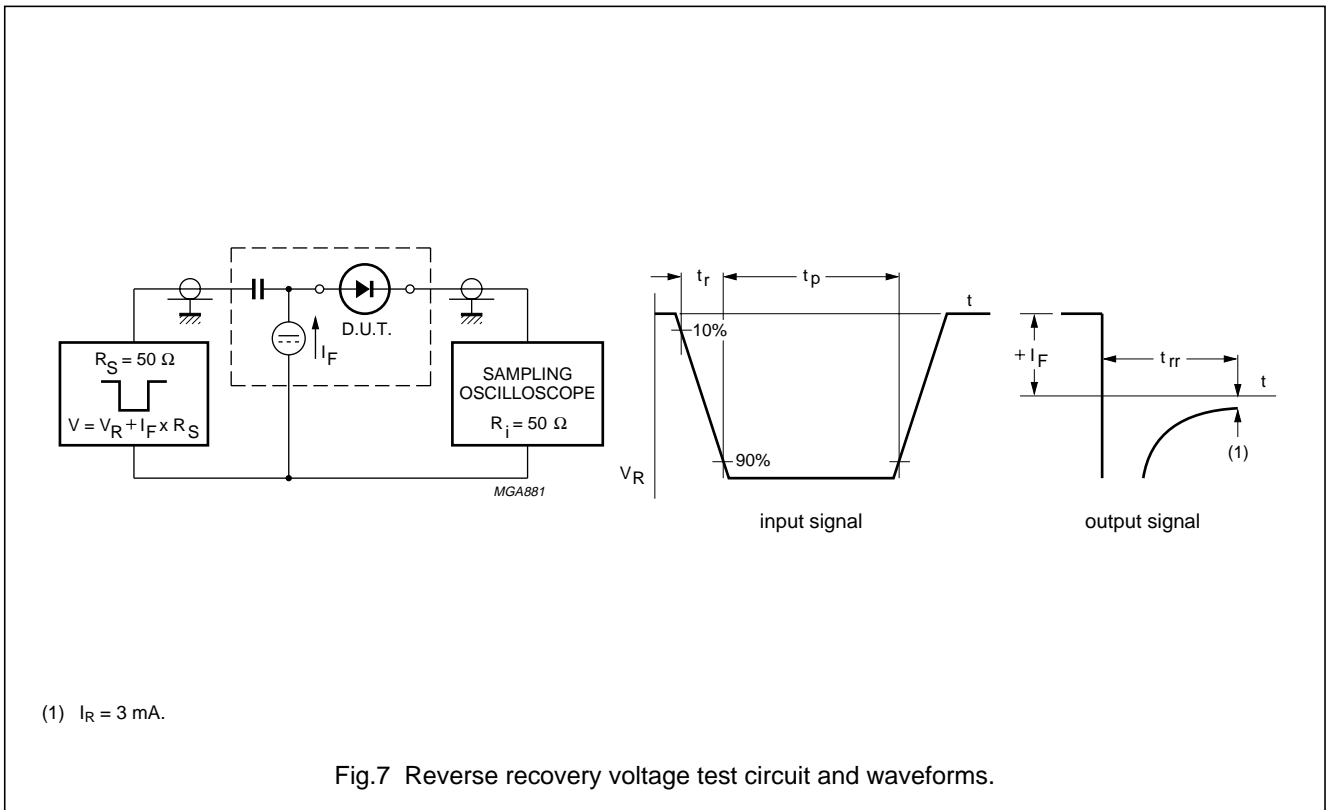 R_S = 50 Ω
V = V_R + I_F x R_S
I_F
D.U.T.
SAMPLING
OSCILLOSCOPE
R_i = 50 Ω
MGA881
t_r
t_p
t
10%
90%
V_R
input signal
+ I_F
t_rr
t
(1)
output signal
(1) I_R = 3 mA.
Fig.7 Reverse recovery voltage test circuit and waveforms.